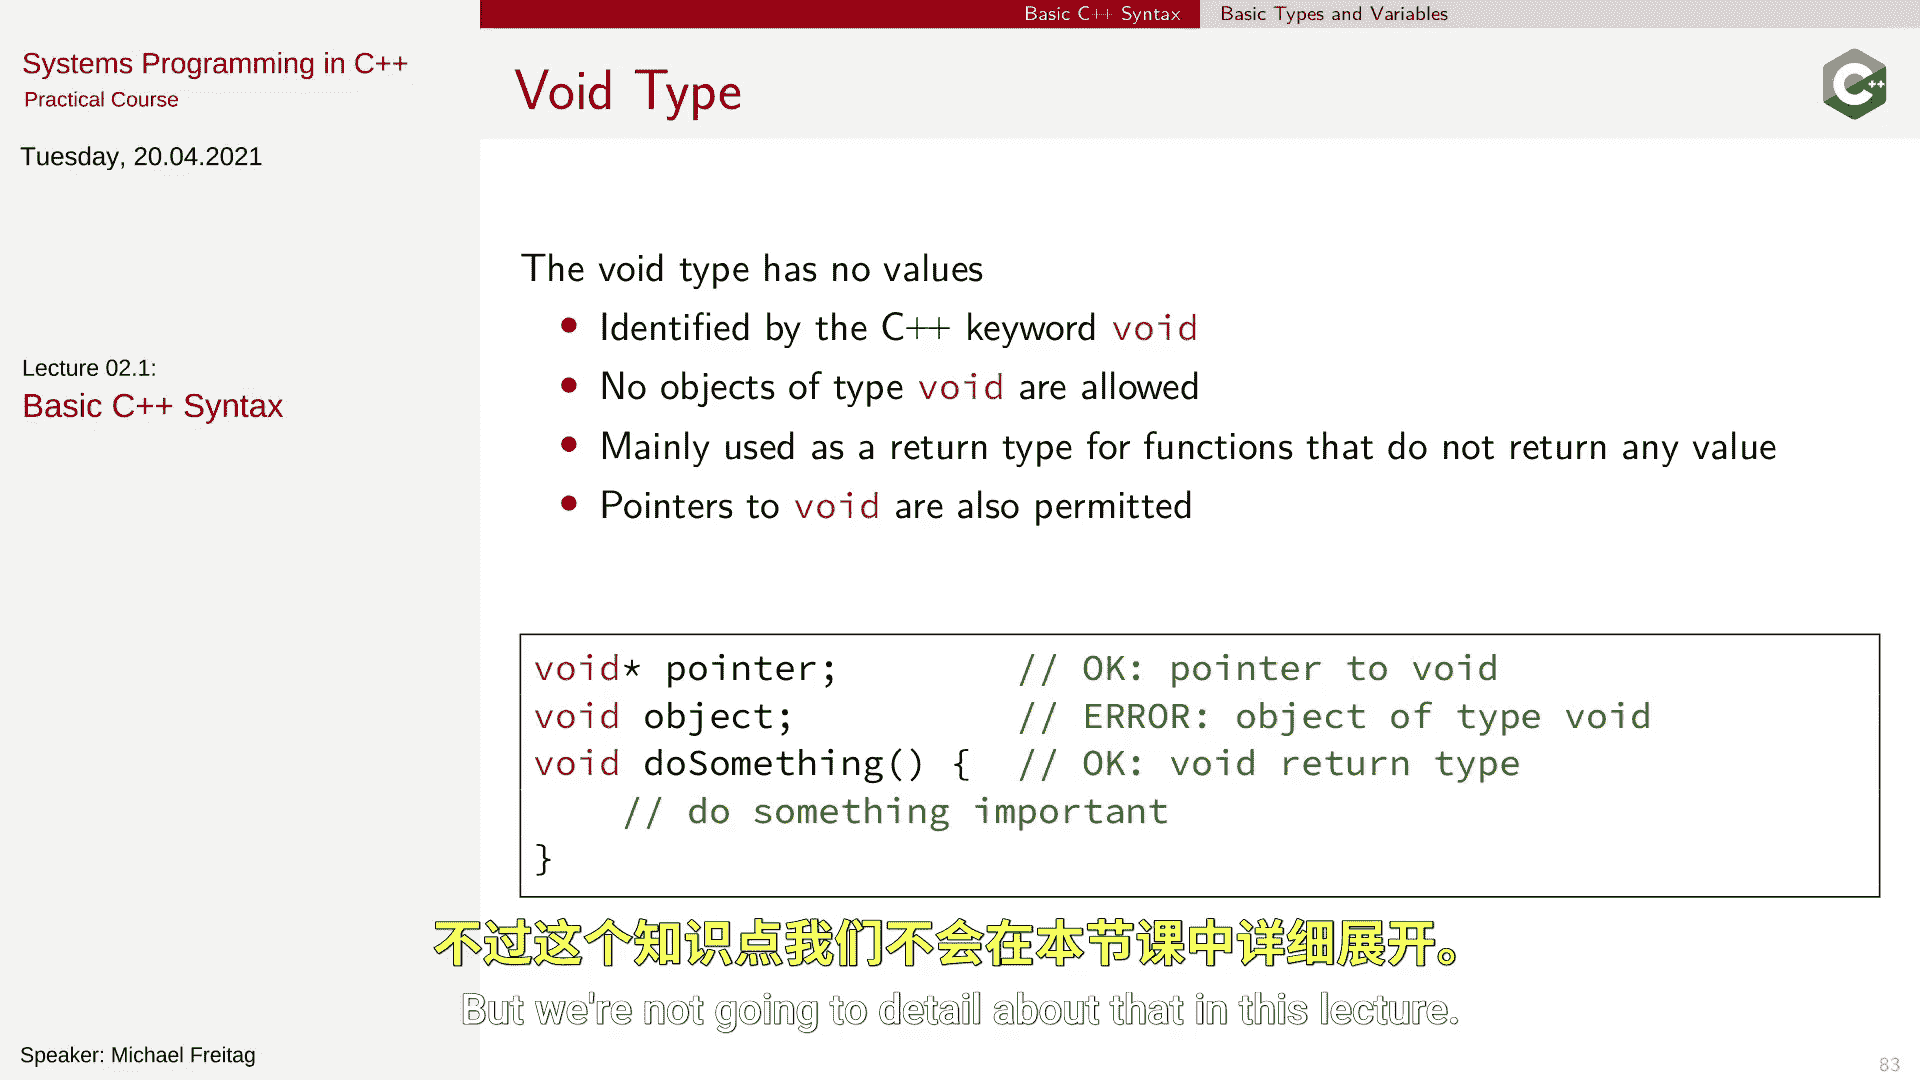 Basic C++ Syntax
Basic Types and Variables
Systems Programming in C++
Practical Course
Tuesday, 20.04.2021
Lecture 02.1:
Basic C++ Syntax
Speaker: Michael Freitag
Void Type
C++
The void type has no values
• Identified by the C++ keyword void
• No objects of type void are allowed
• Mainly used as a return type for functions that do not return any value
• Pointers to void are also permitted
void* pointer; // OK: pointer to void
void object; // ERROR: object of type void
void doSomething() { // OK: void return type
// do something important
}
不过这个知识点我们不会在本节课中详细展开。
But we're not going to detail about that in this lecture.
83